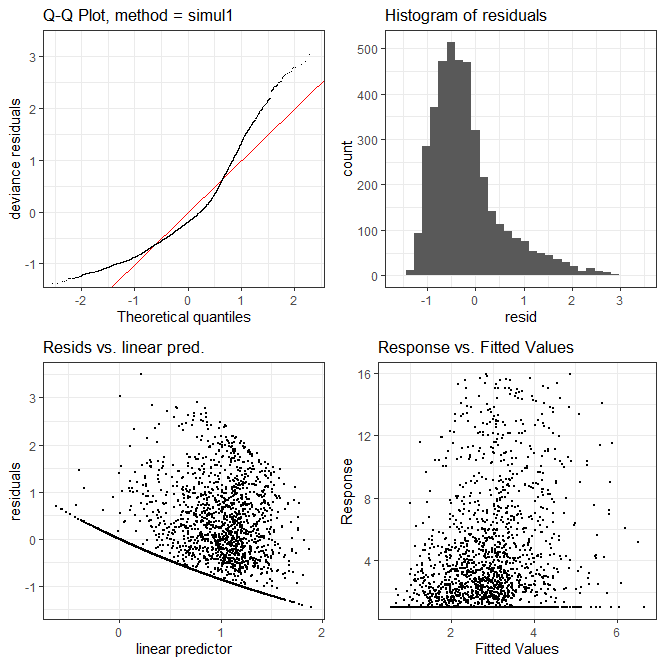 Q-Q Plot, method = simul1
deviance residuals
3
2
1
0
-1
-2 -1 0 1 2
Theoretical quantiles
Histogram of residuals
count
500
400
300
200
100
0
-1 0 1 2 3
resid
Resids vs. linear pred.
residuals
3
2
1
0
-1
0 1 2
linear predictor
Response vs. Fitted Values
Response
16
12
8
4
2 4 6
Fitted Values